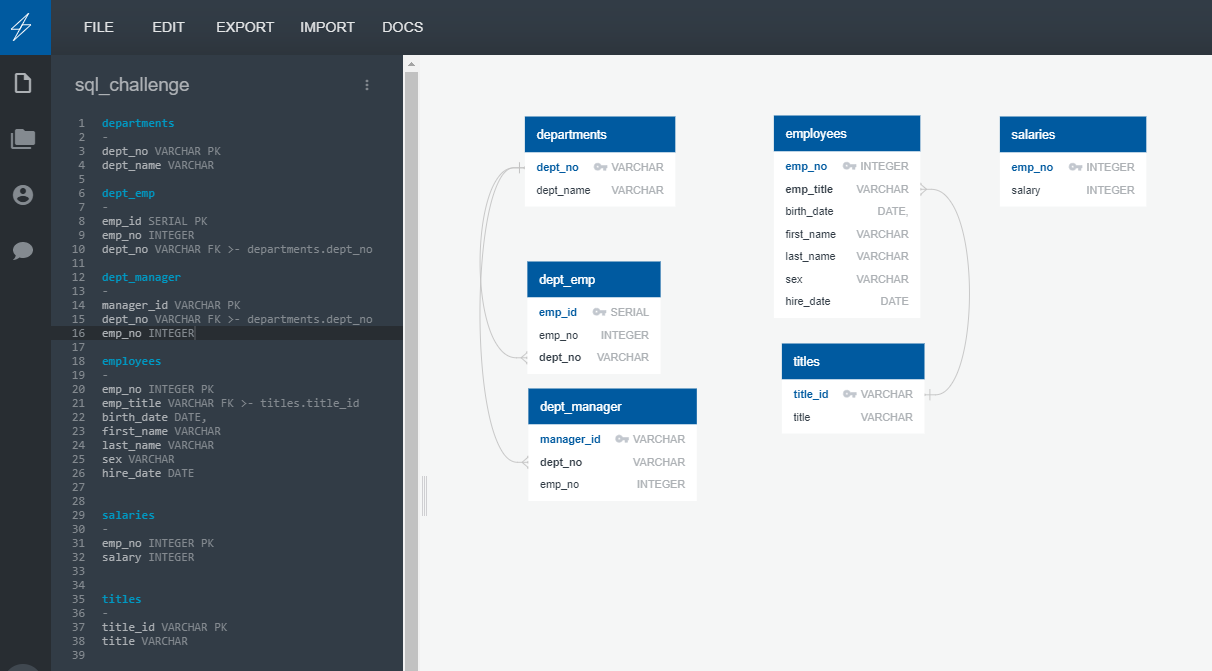 FILE EDIT EXPORT IMPORT DOCS
sql_challenge
1 departments
2 -
3 dept_no VARCHAR PK
4 dept_name VARCHAR
5
6 dept_emp
7 -
8 emp_id SERIAL PK
9 emp_no INTEGER
10 dept_no VARCHAR FK >- departments.dept_no
11
12 dept_manager
13 -
14 manager_id VARCHAR PK
15 dept_no VARCHAR FK >- departments.dept_no
16 emp_no INTEGER
17
18 employees
19 -
20 emp_no INTEGER PK
21 emp_title VARCHAR FK >- titles.title_id
22 birth_date DATE,
23 first_name VARCHAR
24 last_name VARCHAR
25 sex VARCHAR
26 hire_date DATE
27
28
29 salaries
30 -
31 emp_no INTEGER PK
32 salary INTEGER
33
34
35 titles
36 -
37 title_id VARCHAR PK
38 title VARCHAR
39
departments
dept_no VARCHAR
dept_name VARCHAR
dept_emp
emp_id SERIAL
emp_no INTEGER
dept_no VARCHAR
dept_manager
manager_id VARCHAR
dept_no VARCHAR
emp_no INTEGER
employees
emp_no INTEGER
emp_title VARCHAR
birth_date DATE,
first_name VARCHAR
last_name VARCHAR
sex VARCHAR
hire_date DATE
titles
title_id VARCHAR
title VARCHAR
salaries
emp_no INTEGER
salary INTEGER